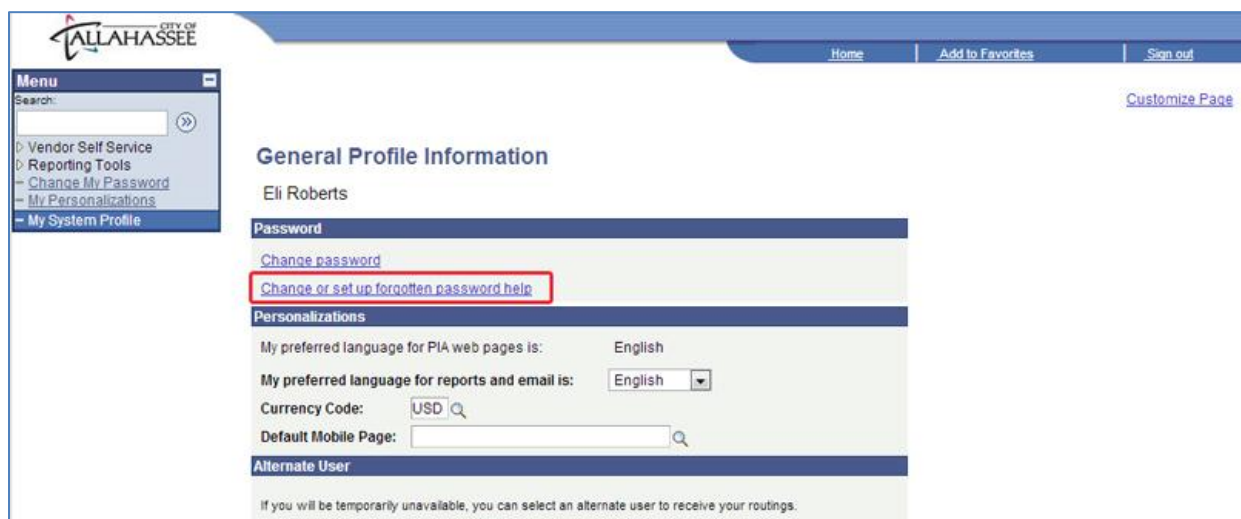 CITY OF
TALLAHASSEE
Home Add to Favorites Sign out
Menu
Search:
Customize Page
Vendor Self Service
Reporting Tools
Change My Password
My Personalizations
My System Profile
General Profile Information
Eli Roberts
Password
Change password
Change or set up forgotten password help
Personalizations
My preferred language for PIA web pages is: English
My preferred language for reports and email is: English
Currency Code: USD
Default Mobile Page:
Alternate User
If you will be temporarily unavailable, you can select an alternate user to receive your routings.